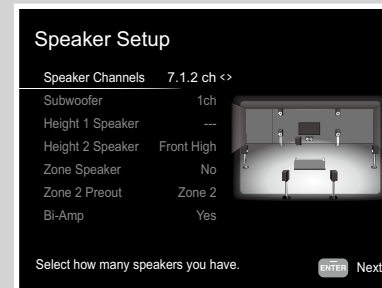 Speaker Setup
Speaker Channels 7.1.2 ch <>
Subwoofer 1ch
Height 1 Speaker ---
Height 2 Speaker Front High
Zone Speaker No
Zone 2 Preout Zone 2
Bi-Amp Yes
Select how many speakers you have.
ENTER Next